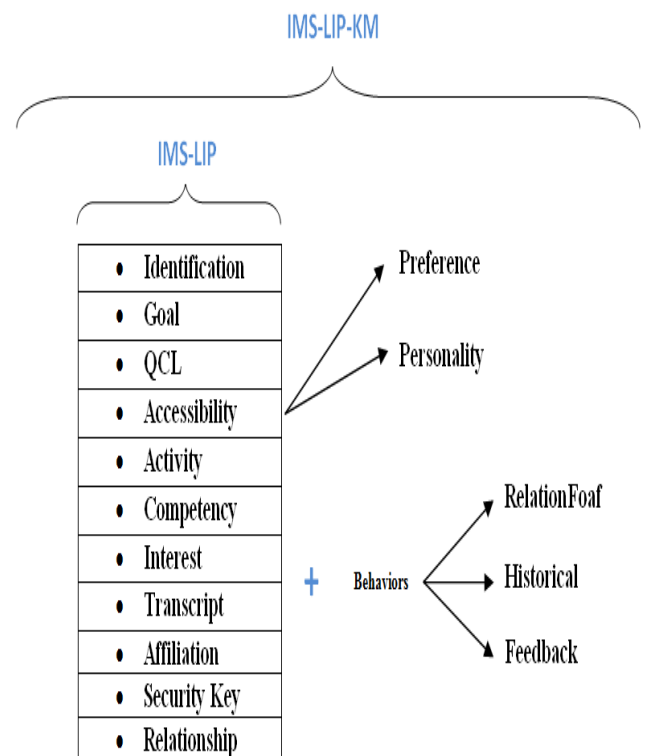 IMS-LIP-KM
IMS-LIP
• Identification
• Goal
• QCL
• Accessibility
• Activity
• Competency
• Interest
• Transcript
• Affiliation
• Security Key
• Relationship
Preference
Personality
+ Behaviors
RelationFoaf
Historical
Feedback